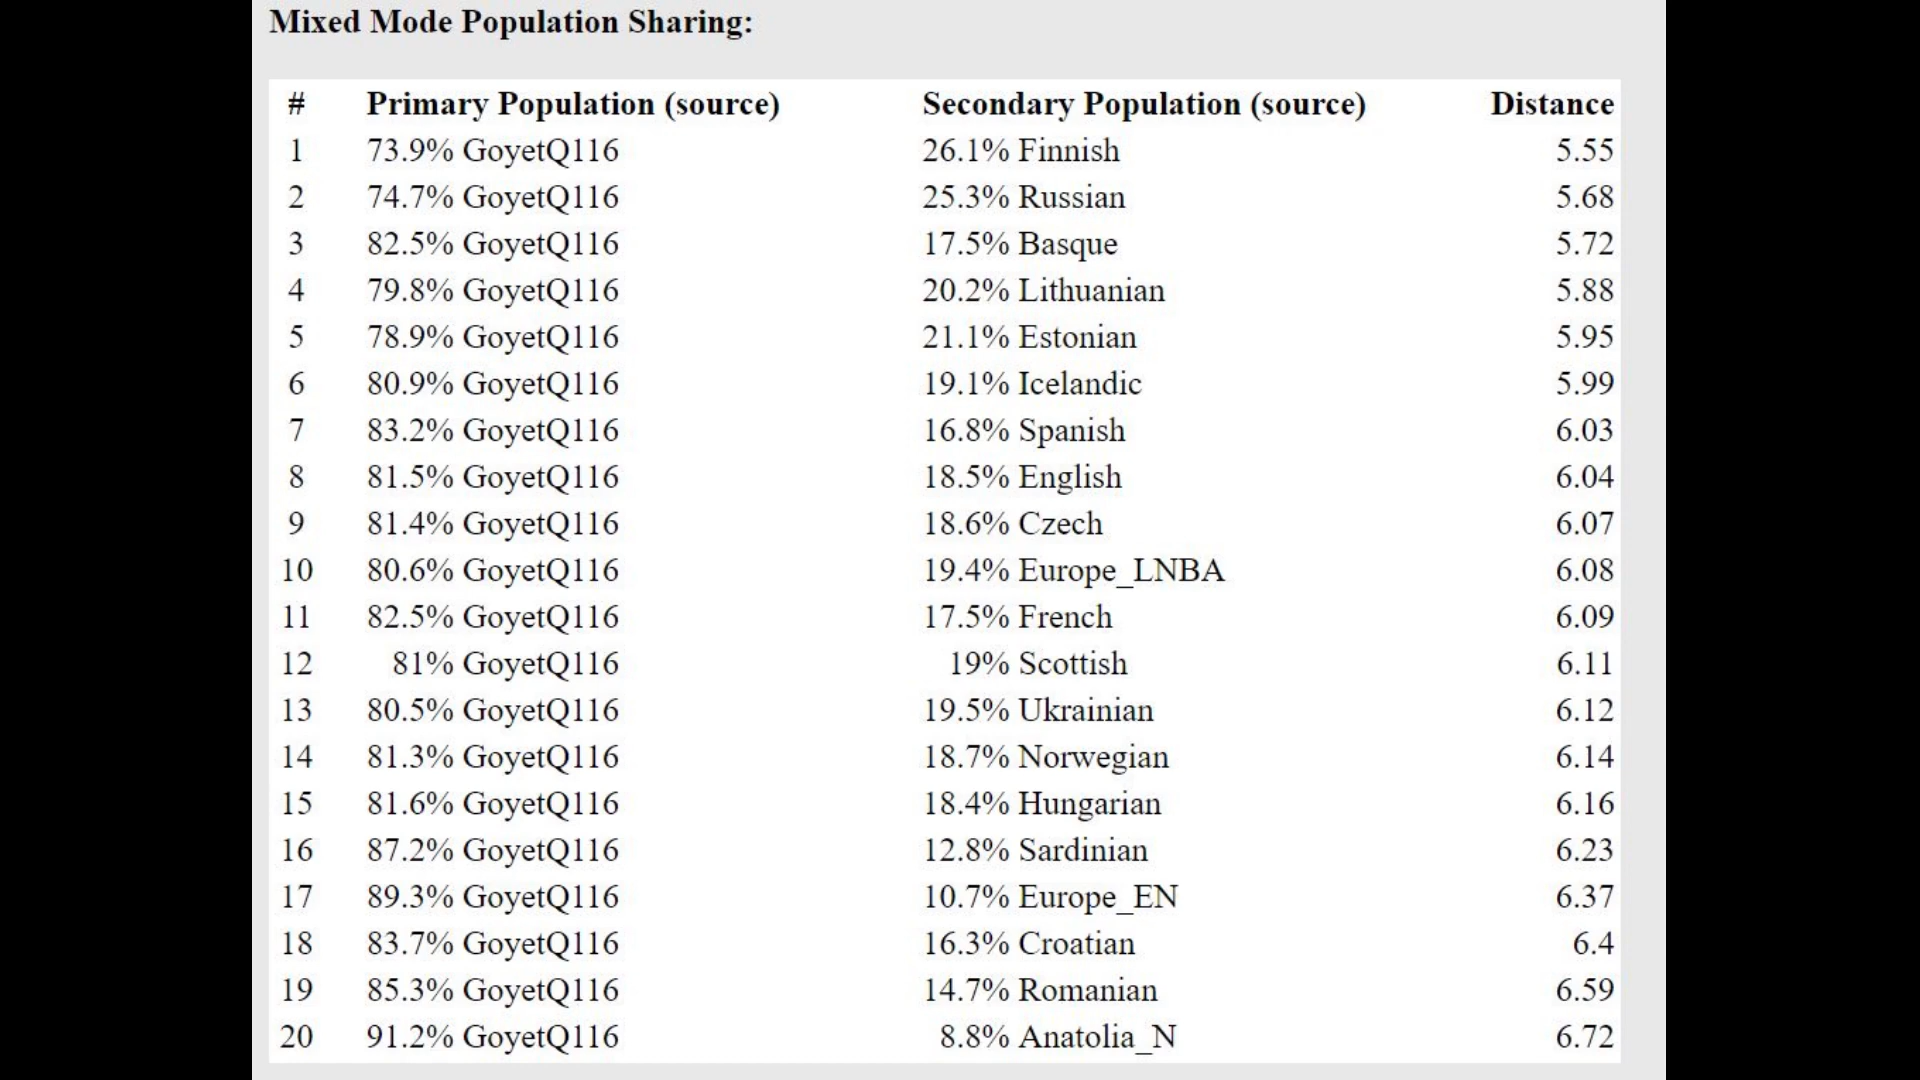 Mixed Mode Population Sharing:
# Primary Population (source) Secondary Population (source) Distance
1 73.9% GoyetQ116 26.1% Finnish 5.55
2 74.7% GoyetQ116 25.3% Russian 5.68
3 82.5% GoyetQ116 17.5% Basque 5.72
4 79.8% GoyetQ116 20.2% Lithuanian 5.88
5 78.9% GoyetQ116 21.1% Estonian 5.95
6 80.9% GoyetQ116 19.1% Icelandic 5.99
7 83.2% GoyetQ116 16.8% Spanish 6.03
8 81.5% GoyetQ116 18.5% English 6.04
9 81.4% GoyetQ116 18.6% Czech 6.07
10 80.6% GoyetQ116 19.4% Europe_LNBA 6.08
11 82.5% GoyetQ116 17.5% French 6.09
12 81% GoyetQ116 19% Scottish 6.11
13 80.5% GoyetQ116 19.5% Ukrainian 6.12
14 81.3% GoyetQ116 18.7% Norwegian 6.14
15 81.6% GoyetQ116 18.4% Hungarian 6.16
16 87.2% GoyetQ116 12.8% Sardinian 6.23
17 89.3% GoyetQ116 10.7% Europe_EN 6.37
18 83.7% GoyetQ116 16.3% Croatian 6.4
19 85.3% GoyetQ116 14.7% Romanian 6.59
20 91.2% GoyetQ116 8.8% Anatolia_N 6.72